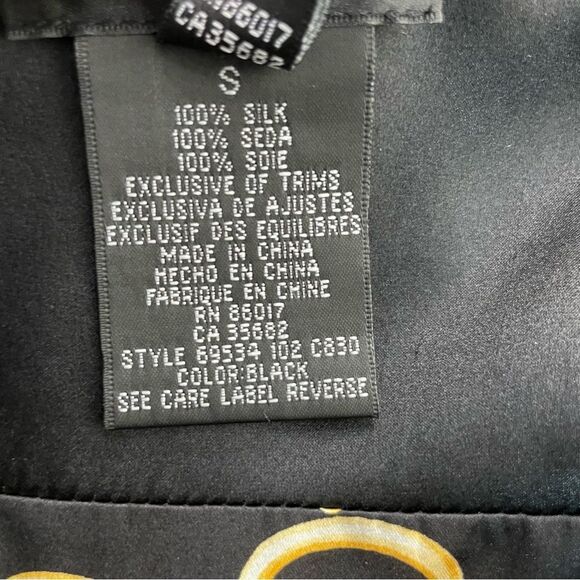 86017
CA35682
S
100% SILK
100% SEDA
100% SOIE
EXCLUSIVE OF TRIMS
EXCLUSIVA DE AJUSTES
EXCLUSIF DES EQUILIBRES
MADE IN CHINA
HECHO EN CHINA
FABRIQUE EN CHINE
RN 86017
CA 35682
STYLE 69534 102 C830
COLOR:BLACK
SEE CARE LABEL REVERSE